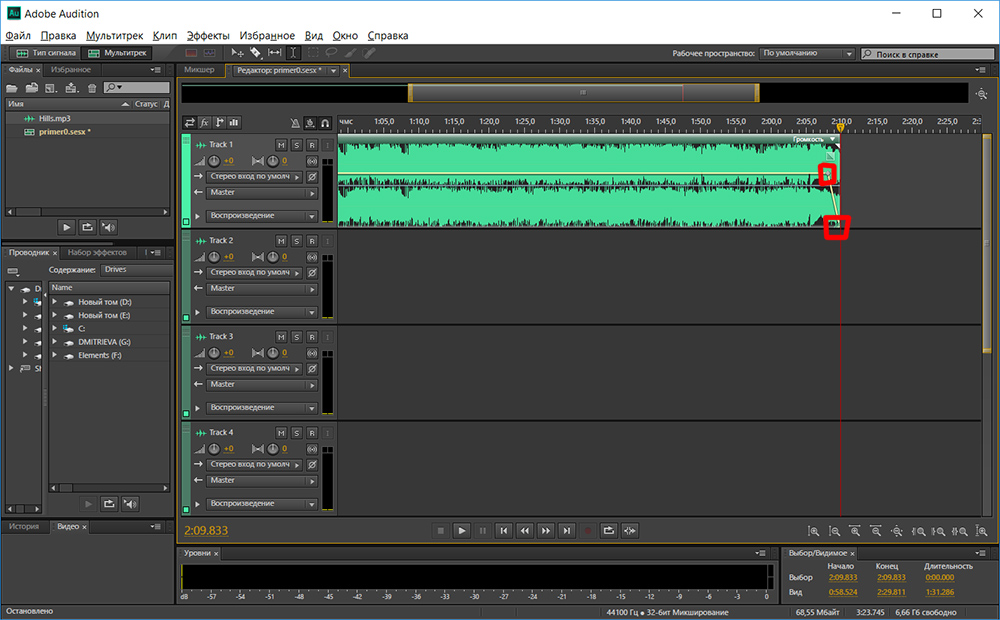 Au Adobe Audition
Файл Правка Мультитрек Клип Эффекты Избранное Вид Окно Справка
Тип сигнала Мультитрек Рабочее пространство: По умолчанию Поиск в справке
Файлы × Избранное
Имя Статус Д
Hills.mp3
primer0.sesx *
Проводник × Набор эффектов
Содержание: Drives
Name
Новый том (D:)
Новый том (E:)
C:
DMITRIEVA (G:)
Elements (F:)
История Видео ×
Микшер Редактор: primer0.sesx * ×
fx чмс 1:05,0 1:10,0 1:15,0 1:20,0 1:25,0 1:30,0 1:35,0 1:40,0 1:45,0 1:50,0 1:55,0 2:00,0 2:05,0 2:10,0 2:15,0 2:20,0 2:25,0
Громкость
Track 1 M S R I
+0 0
Стерео вход по умолч
Master
Воспроизведение
Track 2 M S R I
+0 0
Стерео вход по умолч
Master
Воспроизведение
Track 3 M S R I
+0 0
Стерео вход по умолч
Master
Воспроизведение
Track 4 M S R I
+0 0
Стерео вход по умолч
Master
Воспроизведение
2:09.833
Уровни ×
dB -57 -54 -51 -48 -45 -42 -39 -36 -33 -30 -27 -24 -21 -18 -15 -12 -9 -6 -3 0
Выбор/Видимое ×
Начало Конец Длительность
Выбор 2:09.833 2:09.833 0:00.000
Вид 0:58.524 2:29.811 1:31.286
Остановлено 44100 Гц • 32-бит Микширование 68,55 Мбайт 3:23.745 6,66 Гб свободно